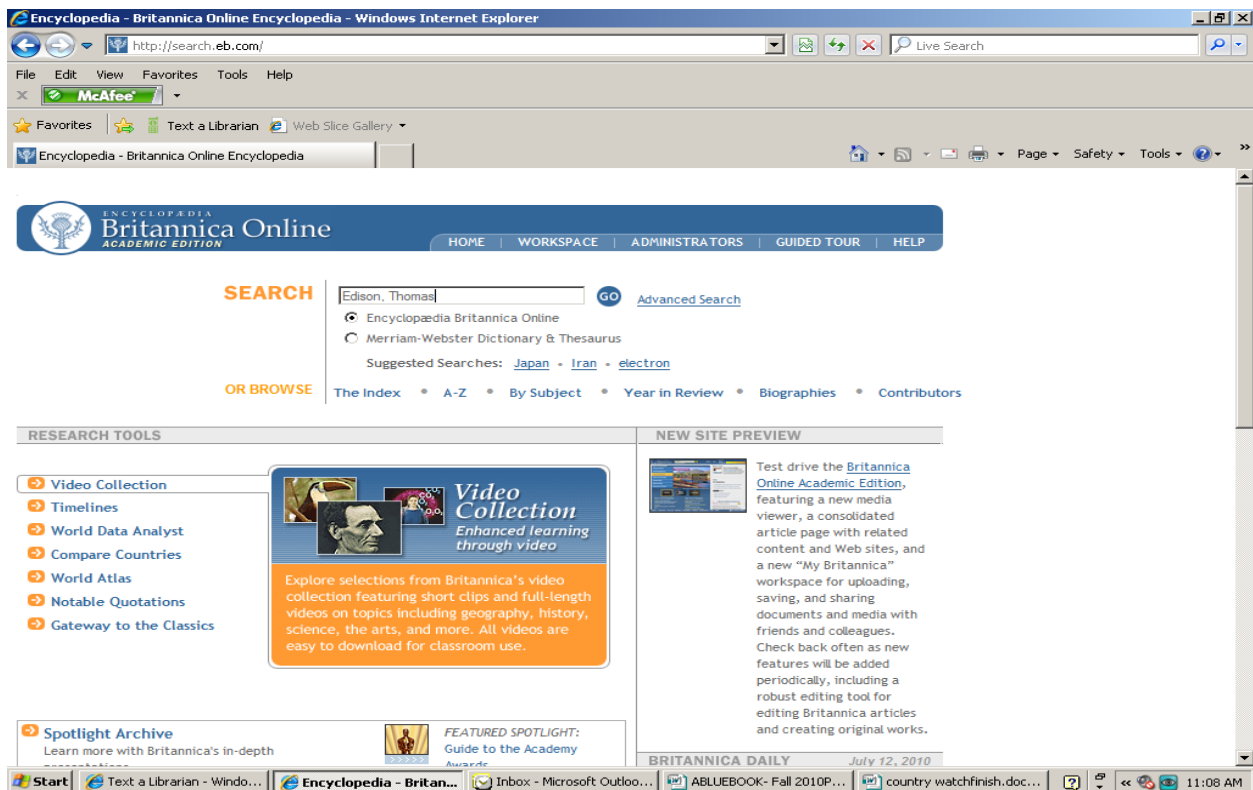 Encyclopedia - Britannica Online Encyclopedia - Windows Internet Explorer
http://search.eb.com/
Live Search
File Edit View Favorites Tools Help
McAfee
Favorites Text a Librarian Web Slice Gallery
Encyclopedia - Britannica Online Encyclopedia
Page Safety Tools
ENCYCLOPÆDIA
Britannica Online
ACADEMIC EDITION
HOME | WORKSPACE | ADMINISTRATORS | GUIDED TOUR | HELP
SEARCH
Edison, Thomas
GO
Advanced Search
Encyclopædia Britannica Online
Merriam-Webster Dictionary & Thesaurus
Suggested Searches: Japan • Iran • electron
OR BROWSE
The Index • A-Z • By Subject • Year in Review • Biographies • Contributors
RESEARCH TOOLS
Video Collection
Timelines
World Data Analyst
Compare Countries
World Atlas
Notable Quotations
Gateway to the Classics
Video
Collection
Enhanced learning
through video
Explore selections from Britannica's video
collection featuring short clips and full-length
videos on topics including geography, history,
science, the arts, and more. All videos are
easy to download for classroom use.
NEW SITE PREVIEW
Test drive the Britannica
Online Academic Edition,
featuring a new media
viewer, a consolidated
article page with related
content and Web sites, and
a new "My Britannica"
workspace for uploading,
saving, and sharing
documents and media with
friends and colleagues.
Check back often as new
features will be added
periodically, including a
robust editing tool for
editing Britannica articles
and creating original works.
Spotlight Archive
Learn more with Britannica's in-depth
presentations
FEATURED SPOTLIGHT:
Guide to the Academy
Awards
BRITANNICA DAILY July 12, 2010
Start
Text a Librarian - Windo...
Encyclopedia - Britan...
Inbox - Microsoft Outloo...
ABLUEBOOK- Fall 2010P...
country watchfinish.doc...
11:08 AM